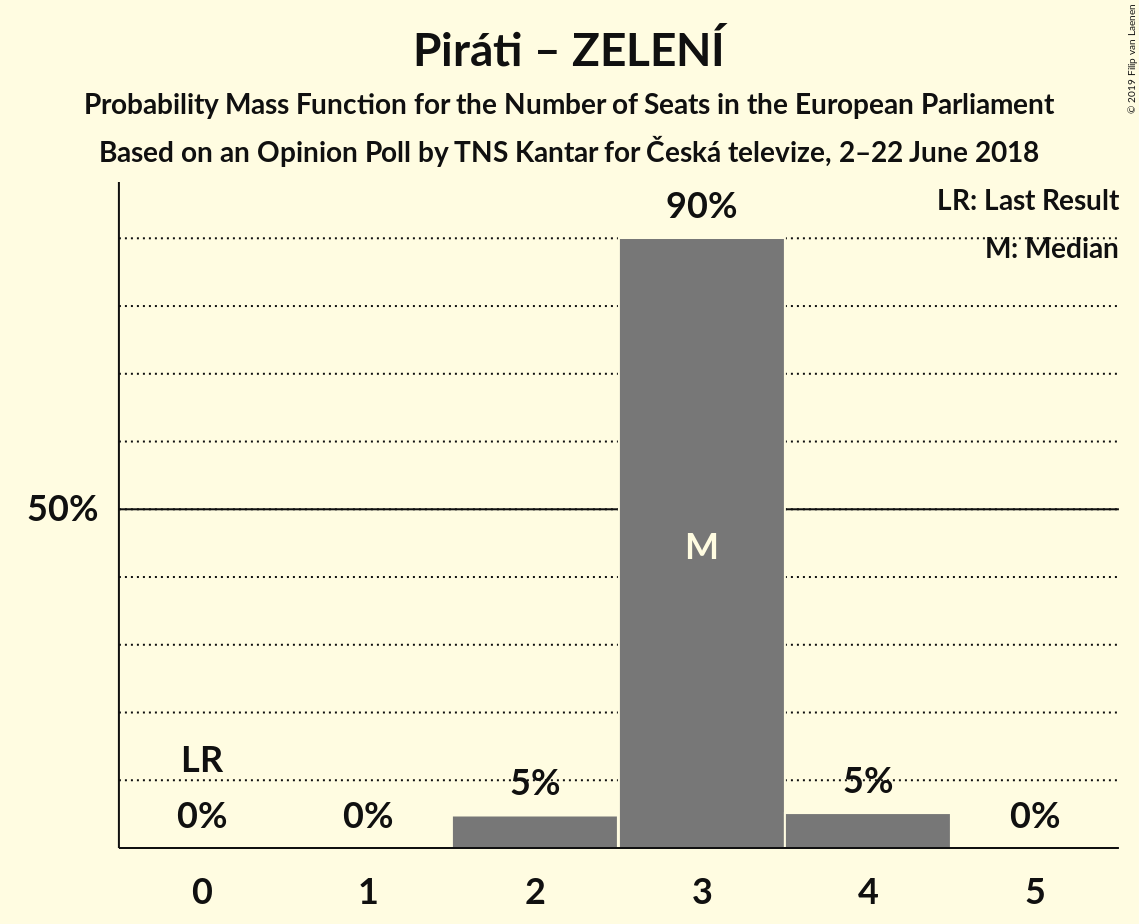 Piráti – ZELENÍ
Probability Mass Function for the Number of Seats in the European Parliament
Based on an Opinion Poll by TNS Kantar for Česká televize, 2–22 June 2018
© 2019 Filip van Laenen
LR: Last Result
M: Median
90%
50%
M
LR
0%
0%
5%
5%
0%
0
1
2
3
4
5